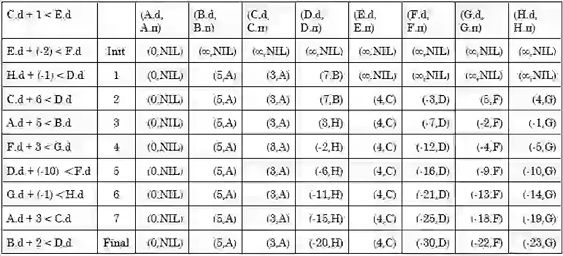 C.d + 1 < E.d (A.d, A.π) (B.d, B.π) (C.d, C.π) (D.d, D.π) (E.d, E.π) (F.d, F.π) (G.d, G.π) (H.d, H.π)
E.d + (-2) < F.d Init (0,NIL) (∞,NIL) (∞,NIL) (∞,NIL) (∞,NIL) (∞,NIL) (∞,NIL) (∞,NIL)
H.d + (-1) < D.d 1 (0,NIL) (5,A) (3,A) (7,B) (∞,NIL) (∞,NIL) (∞,NIL) (∞,NIL)
C.d + 6 < D.d 2 (0,NIL) (5,A) (3,A) (7,B) (4,C) (-3,D) (5,F) (4,G)
A.d + 5 < B.d 3 (0,NIL) (5,A) (3,A) (3,H) (4,C) (-7,D) (-2,F) (-1,G)
F.d + 3 < G.d 4 (0,NIL) (5,A) (3,A) (-2,H) (4,C) (-12,D) (-4,F) (-5,G)
D.d + (-10) < F.d 5 (0,NIL) (5,A) (3,A) (-6,H) (4,C) (-16,D) (-9,F) (-10,G)
G.d + (-1) < H.d 6 (0,NIL) (5,A) (3,A) (-11,H) (4,C) (-21,D) (-13,F) (-14,G)
A.d + 3 < C.d 7 (0,NIL) (5,A) (3,A) (-15,H) (4,C) (-25,D) (-18,F) (-19,G)
B.d + 2 < D.d Final (0,NIL) (5,A) (3,A) (-20,H) (4,C) (-30,D) (-22,F) (-23,G)